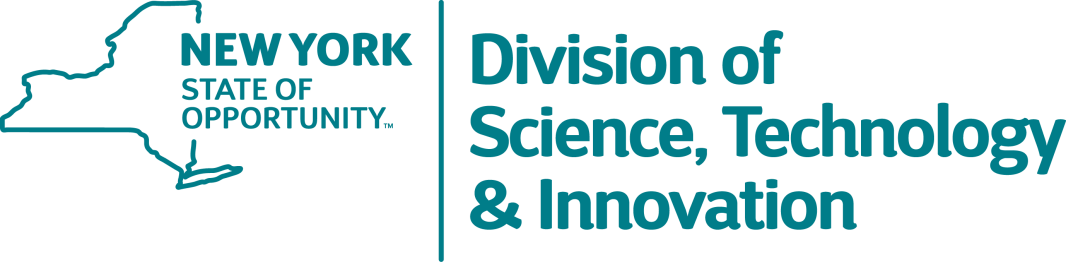 NEW YORK
STATE OF
OPPORTUNITY™
Division of
Science, Technology
& Innovation